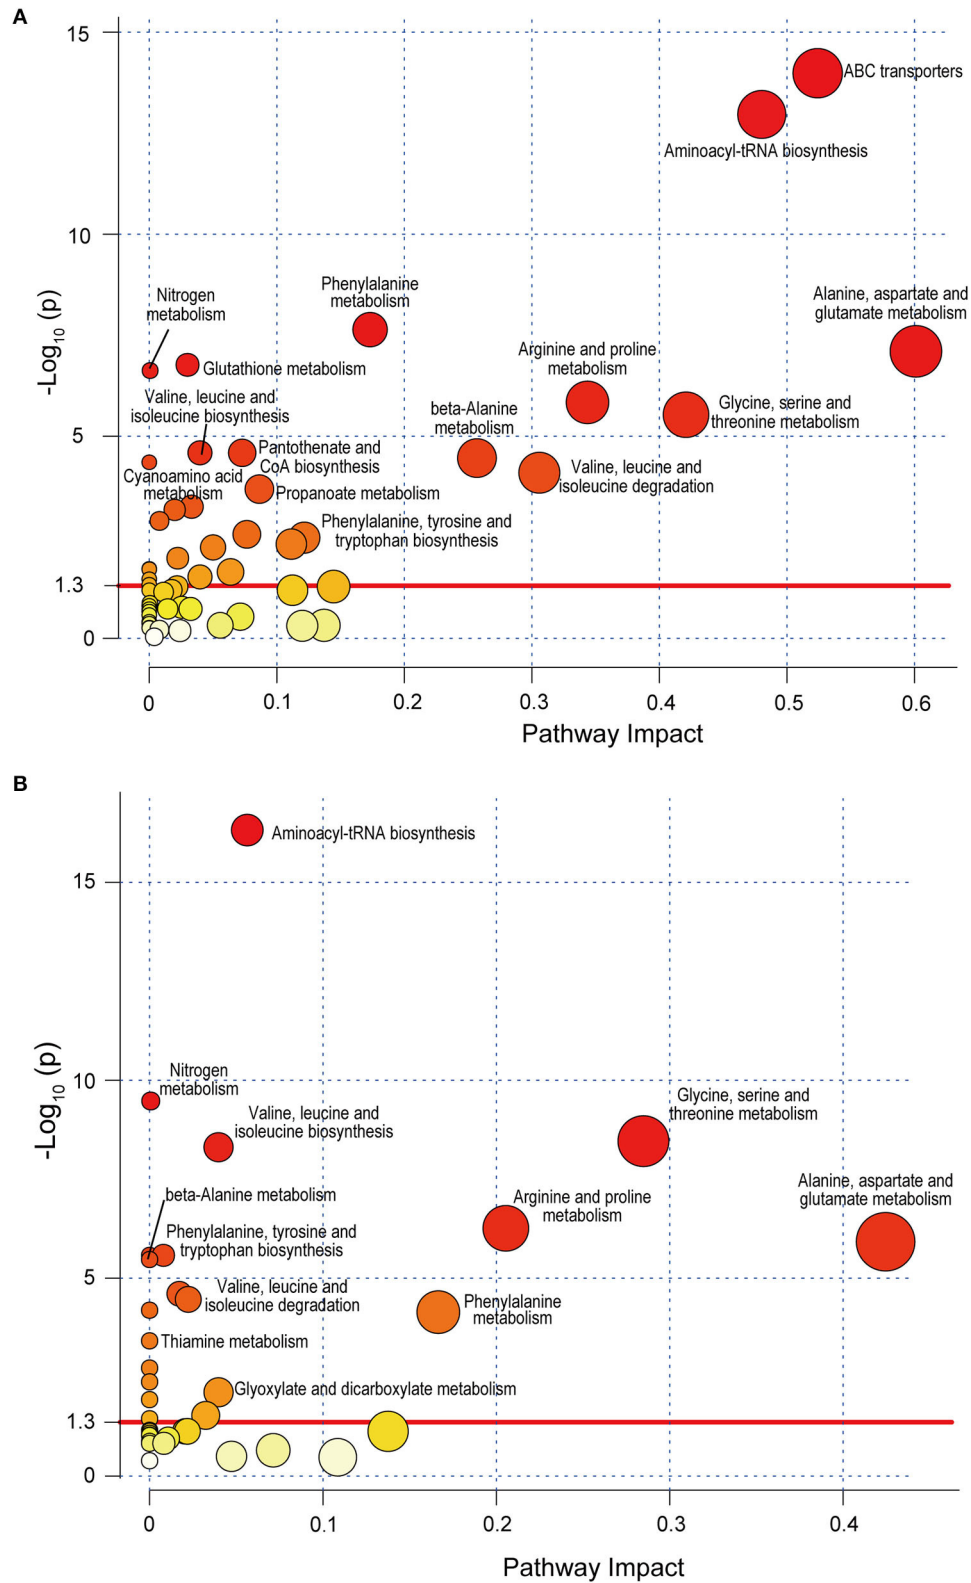 A
15
ABC transporters
Aminoacyl-tRNA biosynthesis
10
Phenylalanine
metabolism
Nitrogen
metabolism
Alanine, aspartate and
glutamate metabolism
-Log10 (p)
Glutathione metabolism
Arginine and proline
metabolism
Valine, leucine and
isoleucine biosynthesis
beta-Alanine
metabolism
Glycine, serine and
threonine metabolism
5
Pantothenate and
CoA biosynthesis
Valine, leucine and
isoleucine degradation
Cyanoamino acid
metabolism
Propanoate metabolism
Phenylalanine, tyrosine and
tryptophan biosynthesis
1.3
0
0 0.1 0.2 0.3 0.4 0.5 0.6
Pathway Impact
B
Aminoacyl-tRNA biosynthesis
15
10
Nitrogen
metabolism
-Log10 (p)
Valine, leucine and
isoleucine biosynthesis
Glycine, serine and
threonine metabolism
beta-Alanine metabolism
Arginine and proline
metabolism
Alanine, aspartate and
glutamate metabolism
Phenylalanine, tyrosine and
tryptophan biosynthesis
5
Valine, leucine and
isoleucine degradation
Phenylalanine
metabolism
Thiamine metabolism
Glyoxylate and dicarboxylate metabolism
1.3
0
0 0.1 0.2 0.3 0.4
Pathway Impact